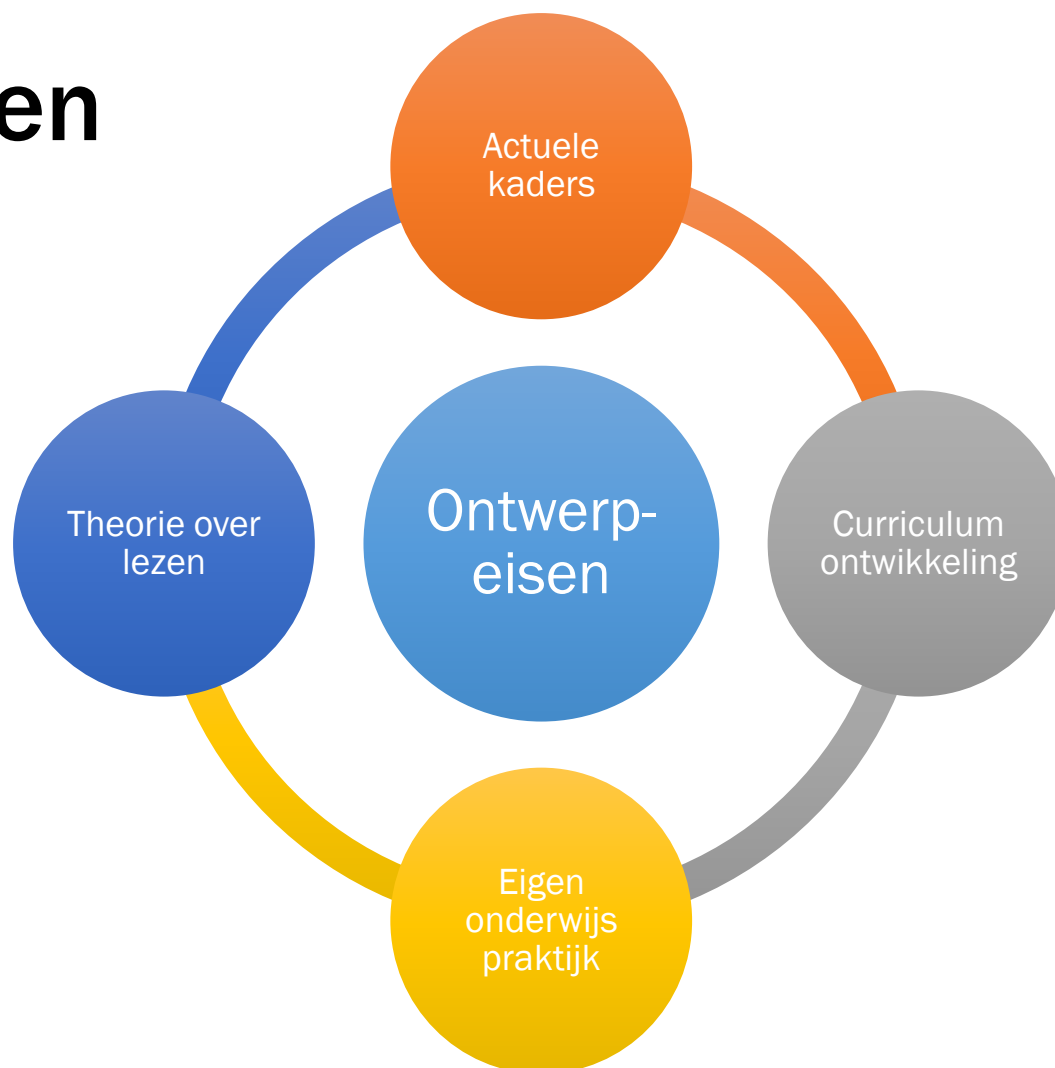 en
Actuele
kaders
Theorie over
lezen
Ontwerp-
eisen
Curriculum
ontwikkeling
Eigen
onderwijs
praktijk